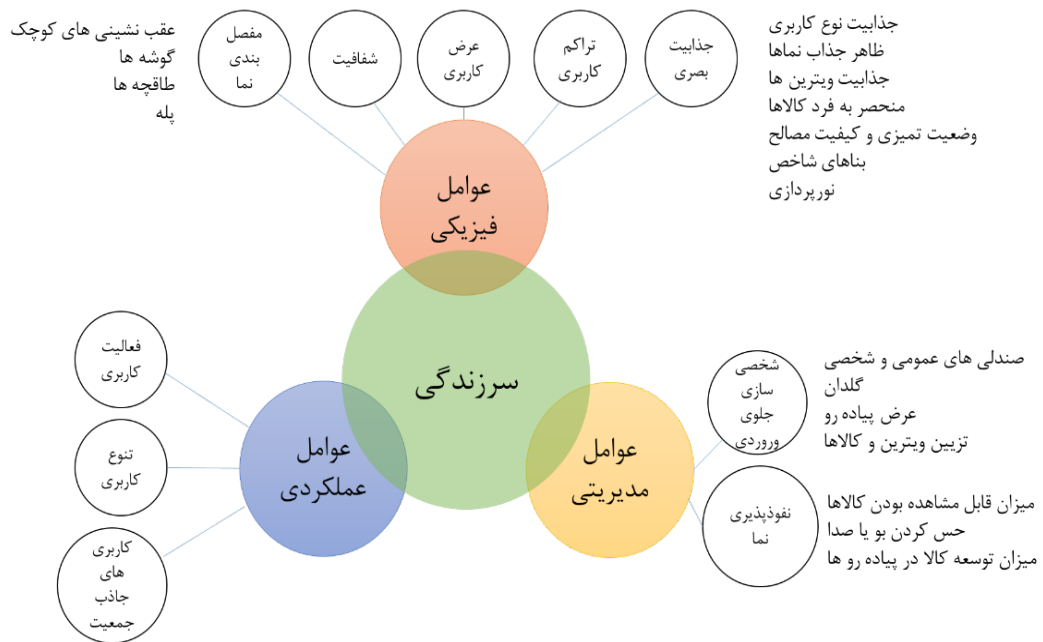 جذابیت نوع کاربری
ظاهر جذاب نماها
جذابیت ویترین ها
منحصر به فرد کالاها
وضعیت تمیزی و کیفیت مصالح
بناهای شاخص
نورپردازی
جذابیت
بصری
تراکم
کاربری
عرض
کاربری
شفافیت
مفصل
بندی
نما
عقب نشینی های کوچک
گوشه ها
طاقچه ها
پله
عوامل
فیزیکی
سرزندگی
عوامل
مدیریتی
شخصی
سازی
جلوی
وروردی
صندلی های عمومی و شخصی
گلدان
عرض پیاده رو
تزیین ویترین و کالاها
نفوذپذیری
نما
میزان قابل مشاهده بودن کالاها
حس کردن بو یا صدا
میزان توسعه کالا در پیاده رو ها
عوامل
عملکردی
فعالیت
کاربری
تنوع
کاربری
کاربری
های
جاذب
جمعیت